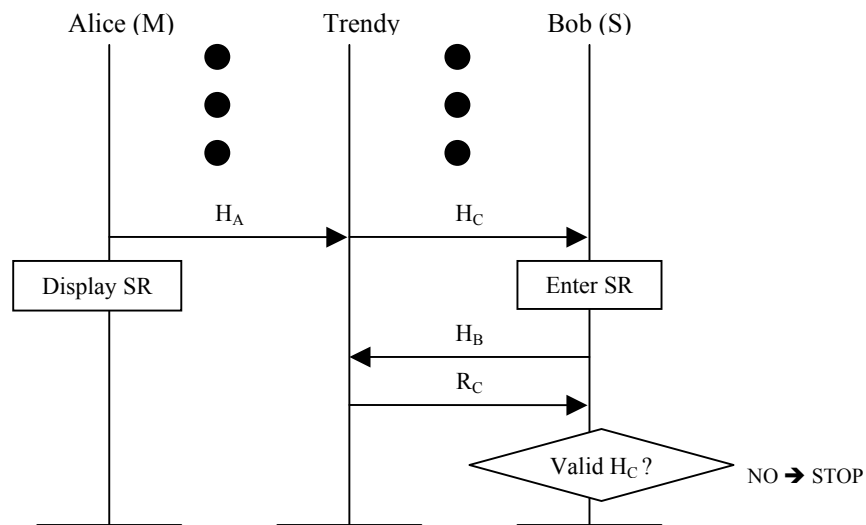 Alice (M) Trendy Bob (S)
H_A H_C
Display SR Enter SR
H_B
R_C
Valid H_C ?
NO ➔ STOP